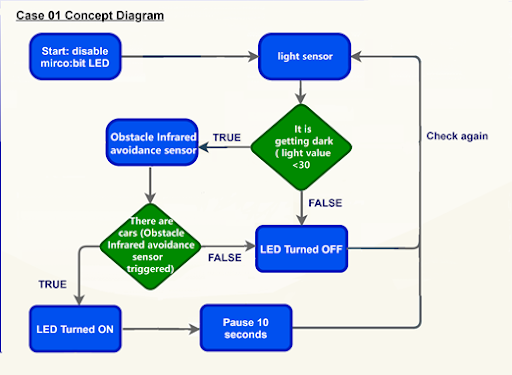 Case 01 Concept Diagram
Start: disable
mirco:bit LED
light sensor
It is
getting dark
( light value
<30
TRUE
Obstacle Infrared
avoidance sensor
Check again
FALSE
There are
cars (Obstacle
Infrared avoidance
sensor
triggered)
FALSE
LED Turned OFF
TRUE
LED Turned ON
Pause 10
seconds